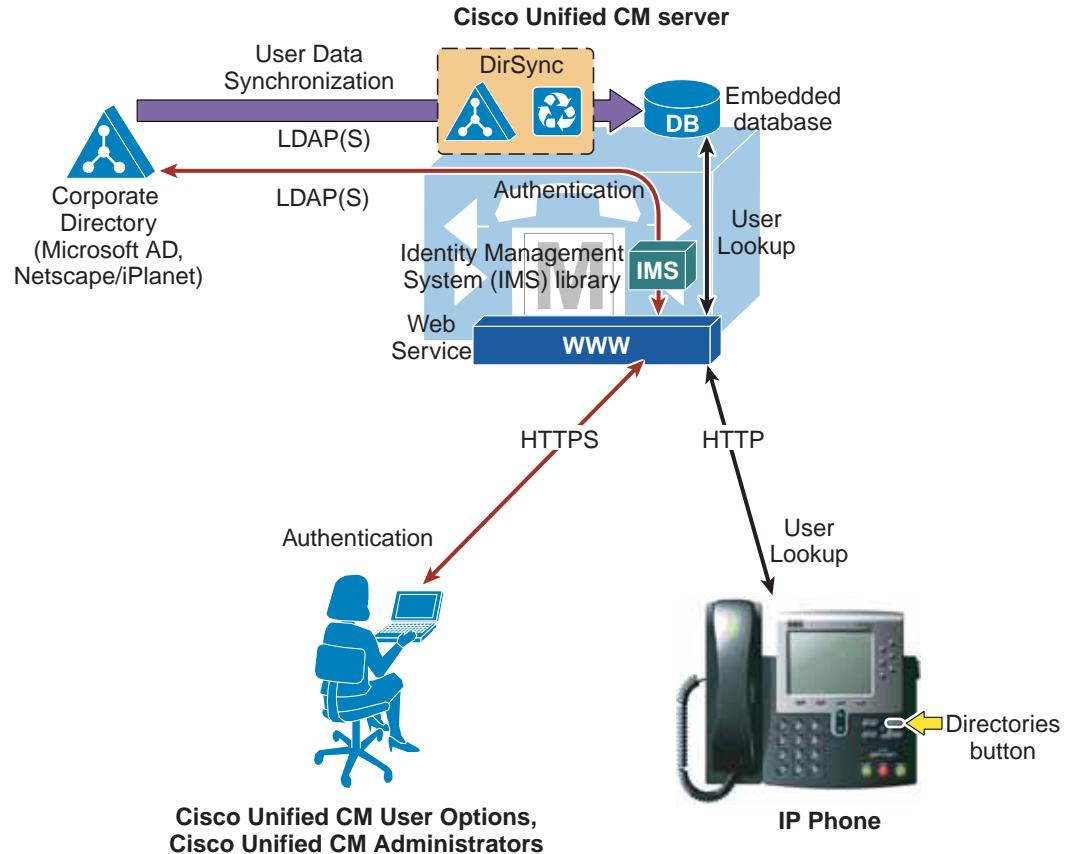 Cisco Unified CM server
User Data
Synchronization
DirSync
LDAP(S)
DB
Embedded
database
LDAP(S)
Authentication
User
Lookup
Corporate
Directory
(Microsoft AD,
Netscape/iPlanet)
M
Identity Management
System (IMS) library
IMS
Web
Service
WWW
HTTPS
HTTP
Authentication
User
Lookup
Directories
button
Cisco Unified CM User Options,
Cisco Unified CM Administrators
IP Phone